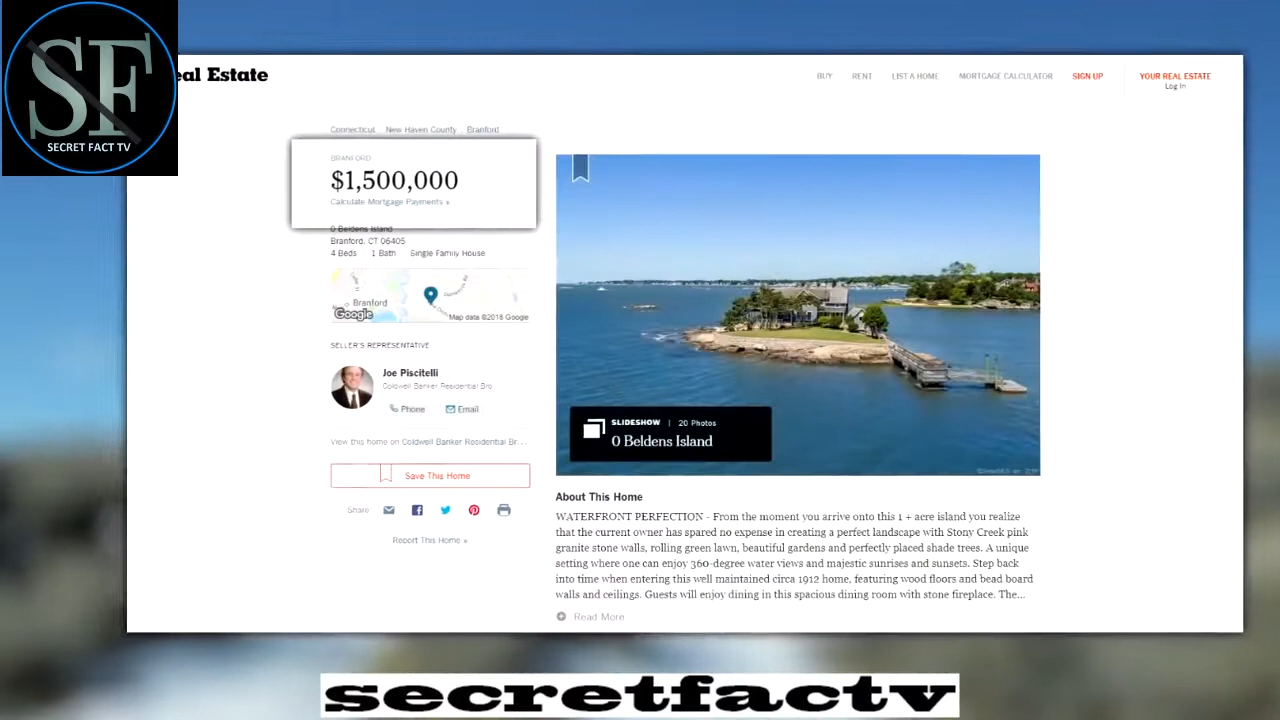 SF
SECRET FACT TV
eal Estate
BUY RENT LIST A HOME MORTGAGE CALCULATOR SIGN UP YOUR REAL ESTATE
Log In
Connecticut New Haven County Branford
BRANFORD
$1,500,000
Calculate Mortgage Payments »
0 Beldens Island
Branford, CT 06405
4 Beds 1 Bath Single Family House
Branford
Google
Map data ©2018 Google
SELLER'S REPRESENTATIVE
Joe Piscitelli
Coldwell Banker Residential Bro
Phone Email
View this home on Coldwell Banker Residential Br...
Save This Home
Share
Report This Home »
SLIDESHOW | 20 Photos
0 Beldens Island
About This Home
WATERFRONT PERFECTION - From the moment you arrive onto this 1 + acre island you realize
that the current owner has spared no expense in creating a perfect landscape with Stony Creek pink
granite stone walls, rolling green lawn, beautiful gardens and perfectly placed shade trees. A unique
setting where one can enjoy 360-degree water views and majestic sunrises and sunsets. Step back
into time when entering this well maintained circa 1912 home, featuring wood floors and bead board
walls and ceilings. Guests will enjoy dining in this spacious dining room with stone fireplace. The...
Read More
secretfactv